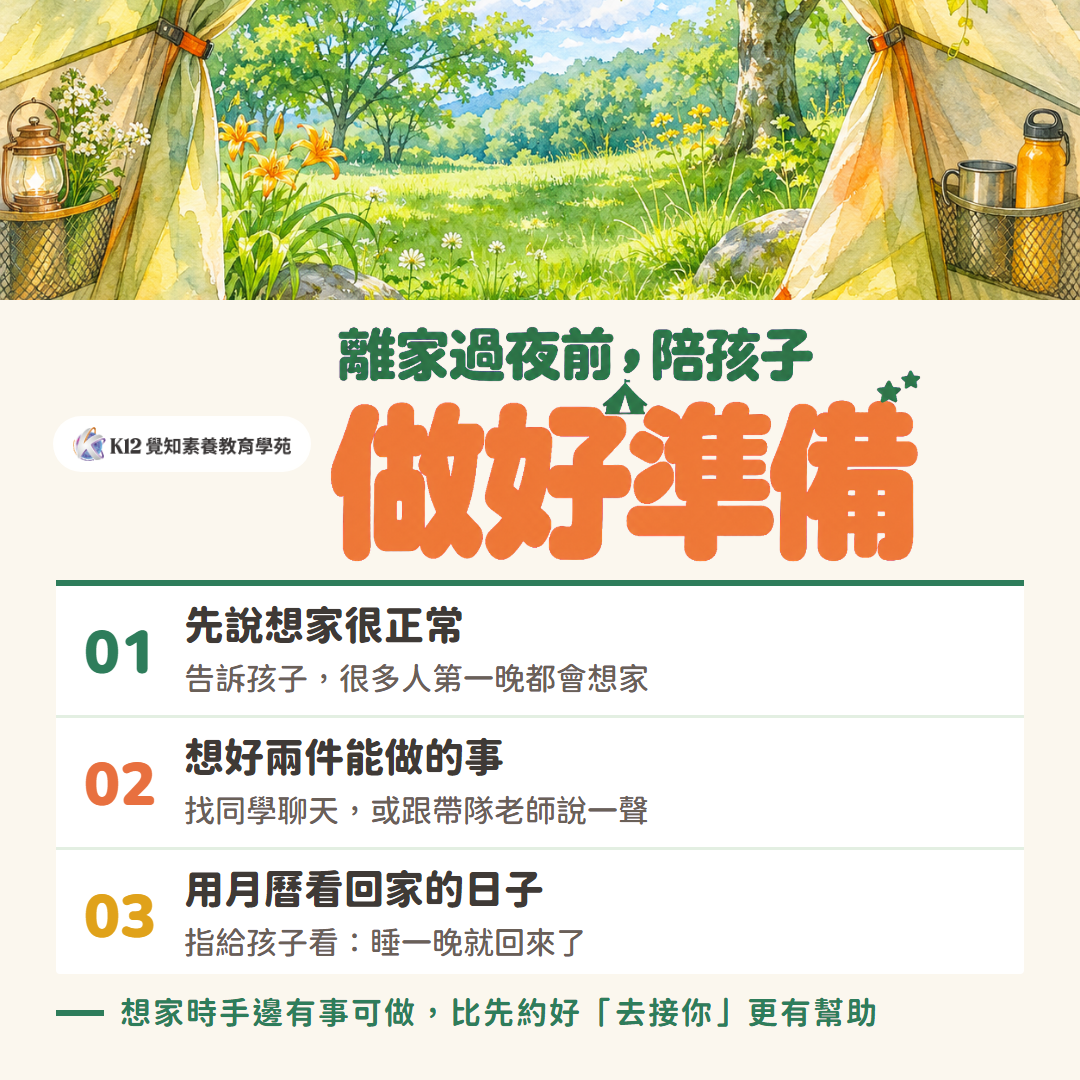 離家過夜前，陪孩子
做好準備
K12 覺知素養教育學苑
01
先說想家很正常
告訴孩子，很多人第一晚都會想家
02
想好兩件能做的事
找同學聊天，或跟帶隊老師說一聲
03
用月曆看回家的日子
指給孩子看：睡一晚就回來了
想家時手邊有事可做，比先約好「去接你」更有幫助